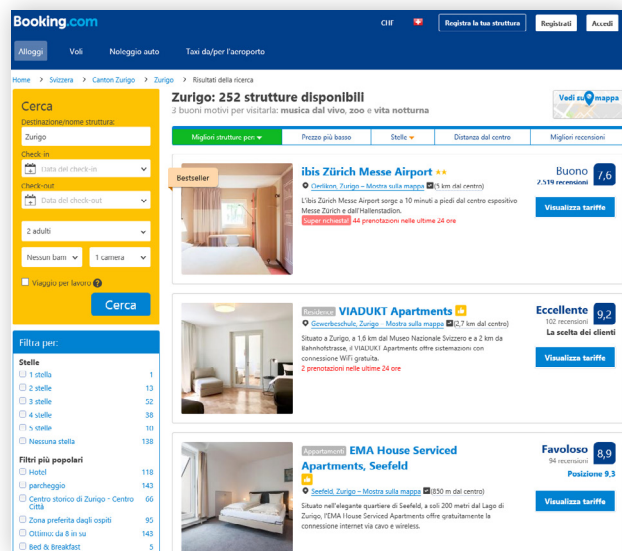 Booking.com
CHF
Registra la tua struttura
Registrati
Accedi
Alloggi
Voli
Noleggio auto
Taxi da/per l'aeroporto
Home > Svizzera > Canton Zurigo > Zurigo > Risultati della ricerca
Cerca
Destinazione/nome struttura:
Zurigo
Check in
Data del check-in
Check-out
Data del check-out
2 adulti
Nessun bam
1 camera
Viaggio per lavoro ?
Cerca
Filtra per:
Stelle
1 stella 1
2 stelle 13
3 stelle 52
4 stelle 38
5 stelle 10
Nessuna stella 138
Filtri più popolari
Hotel 118
parcheggio 143
Centro storico di Zurigo - Centro 66
Città
Zona preferita dagli ospiti 95
Ottimo: da 8 in su 143
Bed & Breakfast 5
Zurigo: 252 strutture disponibili
3 buoni motivi per visitarla: musica dal vivo, zoo e vita notturna
Vedi su mappa
Migliori strutture per:
Prezzo più basso
Stelle
Distanza dal centro
Migliori recensioni
Bestseller
ibis Zürich Messe Airport
Oerlikon, Zurigo – Mostra sulla mappa (5 km dal centro)
L'ibis Zürich Messe Airport sorge a 10 minuti a piedi dal centro espositivo
Messe Zürich e dall'Hallenstadion.
Super richiesta! 44 prenotazioni nelle ultime 24 ore
Buono 7,6
2.519 recensioni
Visualizza tariffe
Residence VIADUKT Apartments
Gewerbeschule, Zurigo – Mostra sulla mappa (2,7 km dal centro)
Situato a Zurigo, a 1,6 km dal Museo Nazionale Svizzero e a 2 km da
Bahnhofstrasse, il VIADUKT Apartments offre sistemazioni con
connessione WiFi gratuita.
2 prenotazioni nelle ultime 24 ore
Eccellente 9,2
102 recensioni
La scelta dei clienti
Visualizza tariffe
Appartamenti EMA House Serviced
Apartments, Seefeld
Seefeld, Zurigo – Mostra sulla mappa (850 m dal centro)
Situato nell'elegante quartiere di Seefeld, a soli 200 metri dal Lago di
Zurigo, l'EMA House Serviced Apartments offre gratuitamente la
connessione internet via cavo e wireless.
Favoloso 8,9
94 recensioni
Posizione 9,3
Visualizza tariffe